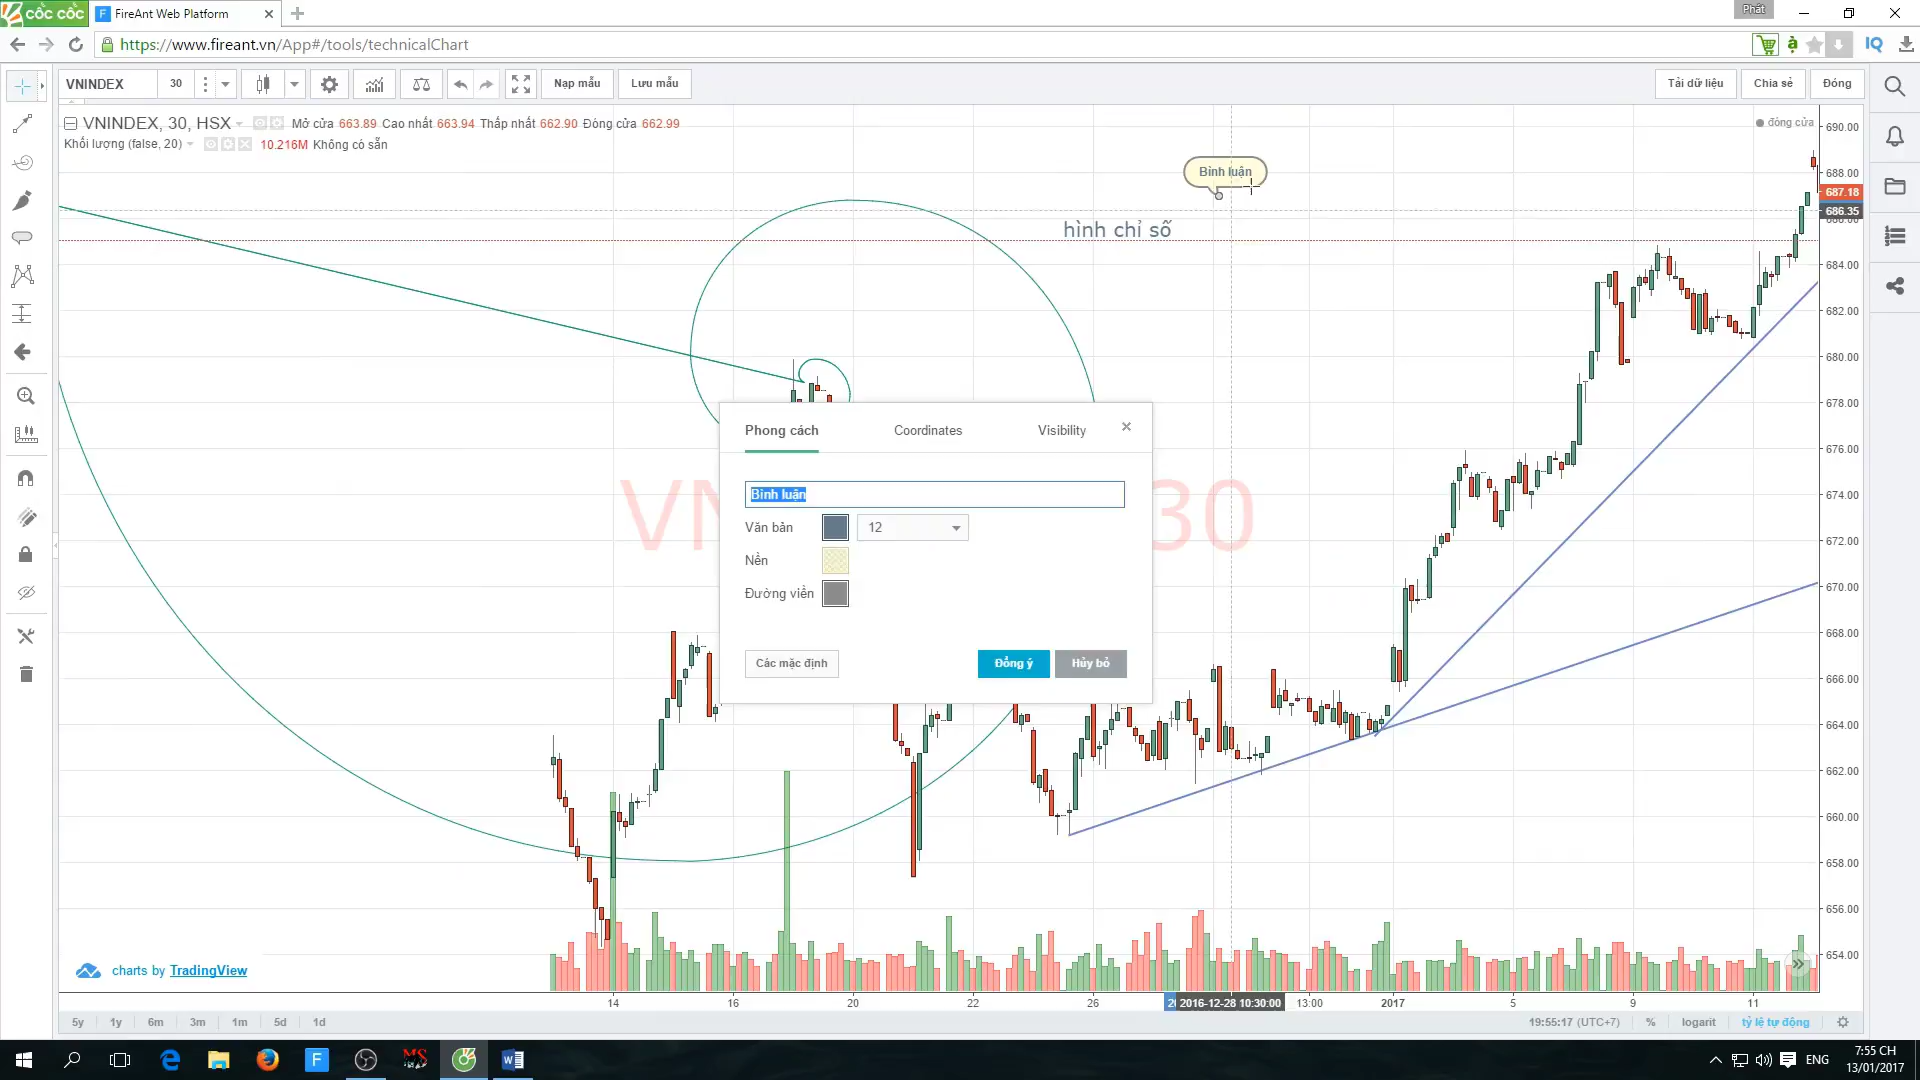 cốc cốc
FireAnt Web Platform
Phát
https://www.fireant.vn/App#/tools/technicalChart
VNINDEX
30
Nạp mẫu
Lưu mẫu
Tải dữ liệu
Chia sẻ
Đóng
VNINDEX, 30, HSX
Mở cửa 663.89 Cao nhất 663.94 Thấp nhất 662.90 Đóng cửa 662.99
đóng cửa
Khối lượng (false, 20)
10.216M Không có sẵn
Bình luận
hình chỉ số
690.00
688.00
687.18
686.35
684.00
682.00
680.00
678.00
676.00
674.00
672.00
670.00
668.00
666.00
664.00
662.00
660.00
658.00
656.00
654.00
Phong cách
Coordinates
Visibility
Bình luận
Văn bản
12
Nền
Đường viền
Các mặc định
Đồng ý
Hủy bỏ
charts by TradingView
14
16
20
22
26
2016-12-28 10:30:00
13:00
2017
5
9
11
5y
1y
6m
3m
1m
5d
1d
19:55:17 (UTC+7)
%
logarit
tỷ lệ tự động
ENG
7:55 CH
13/01/2017